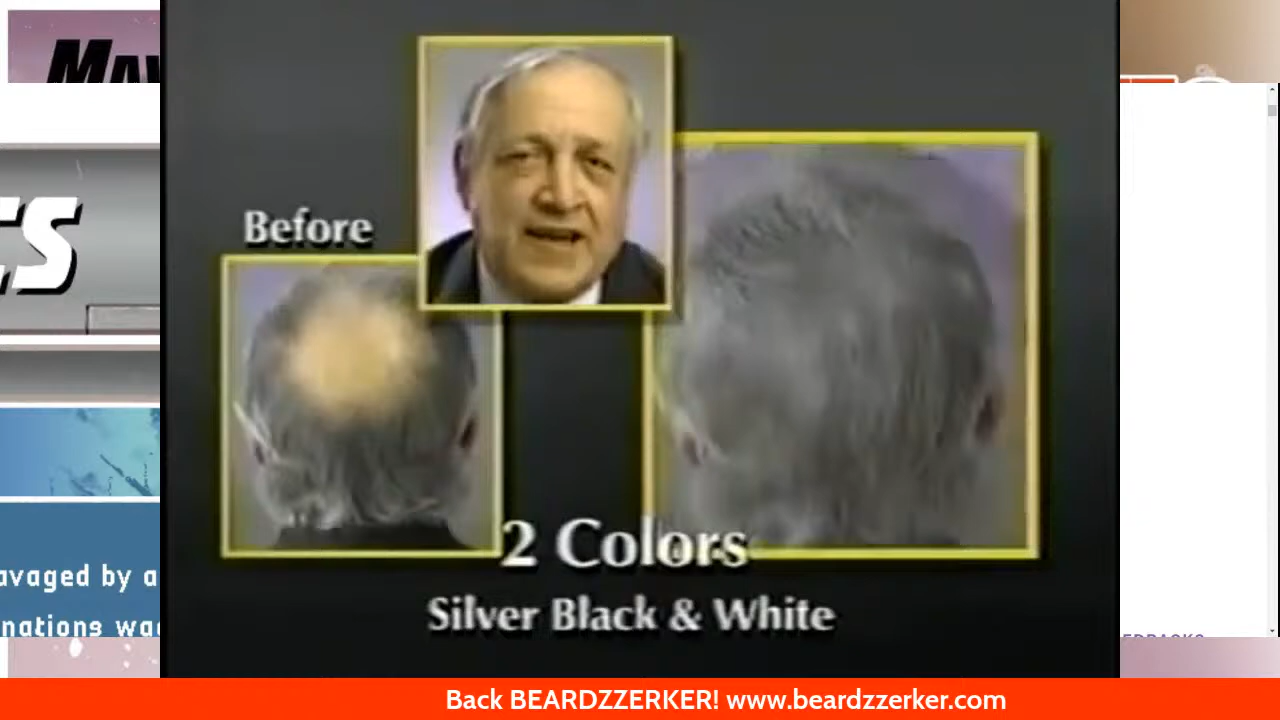 Before
2 Colors
Silver Black & White
avaged by a
nations wa
Back BEARDZZERKER! www.beardzzerker.com